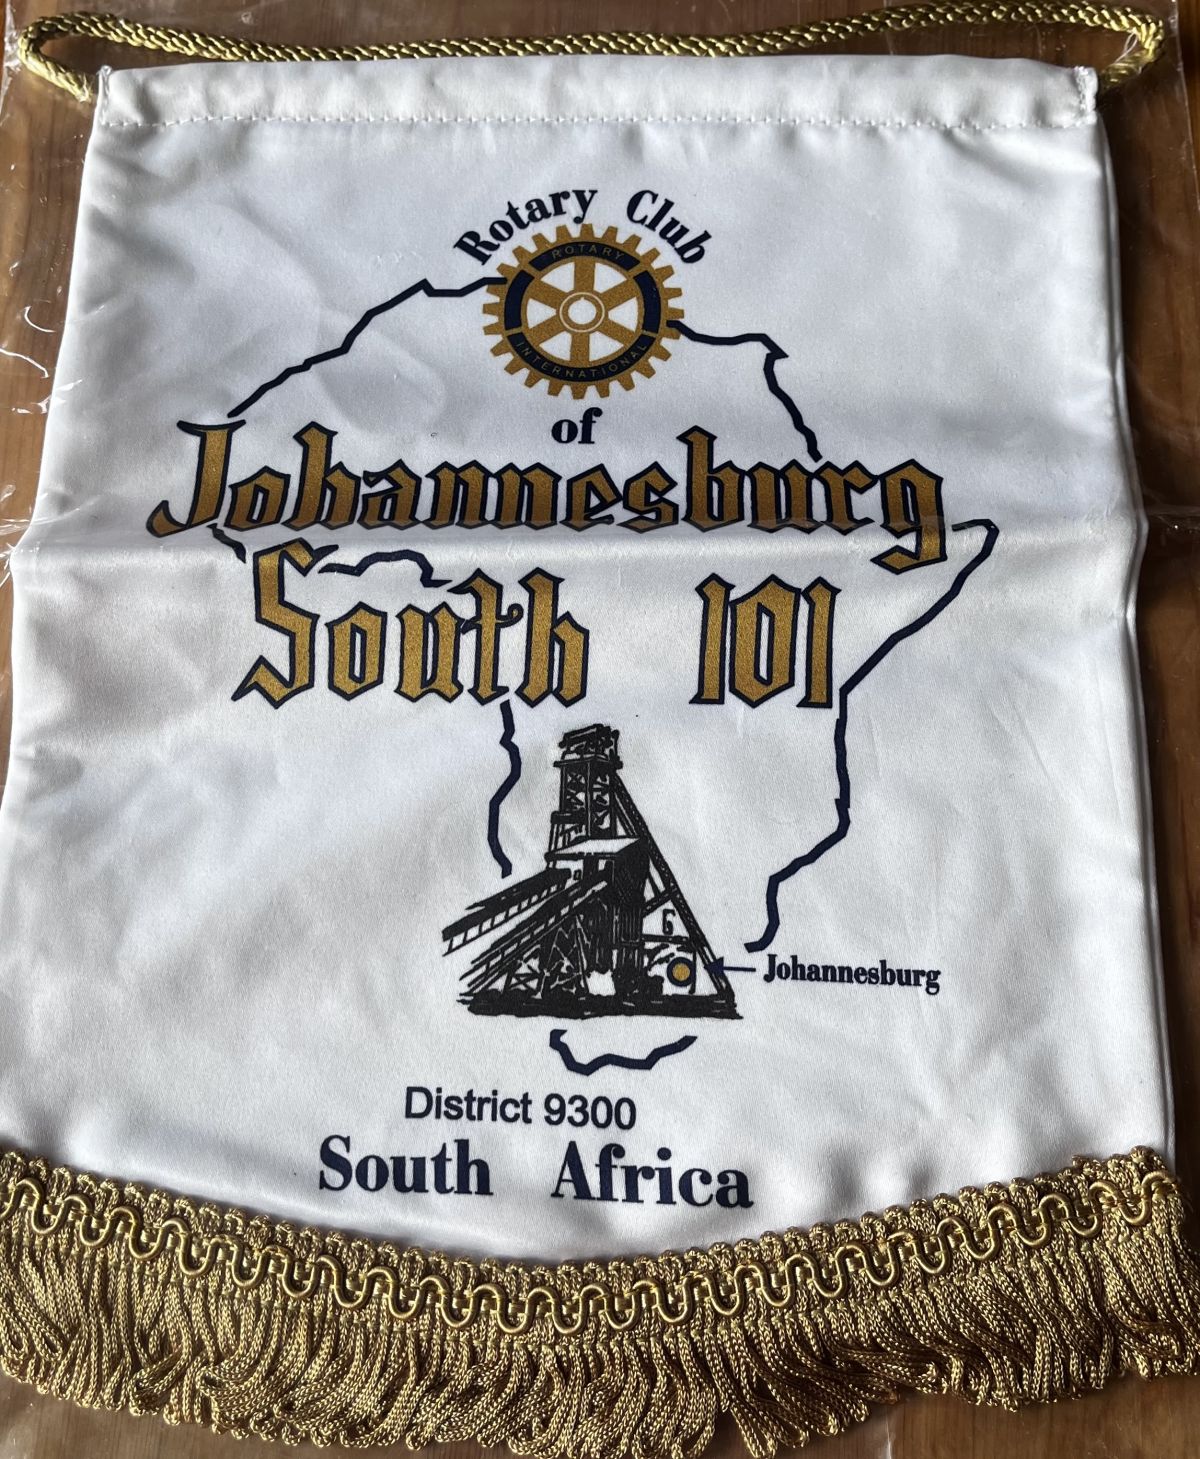 Rotary Club
ROTARY
INTERNATIONAL
of
Johannesburg
South 101
G
Johannesburg
District 9300
South Africa